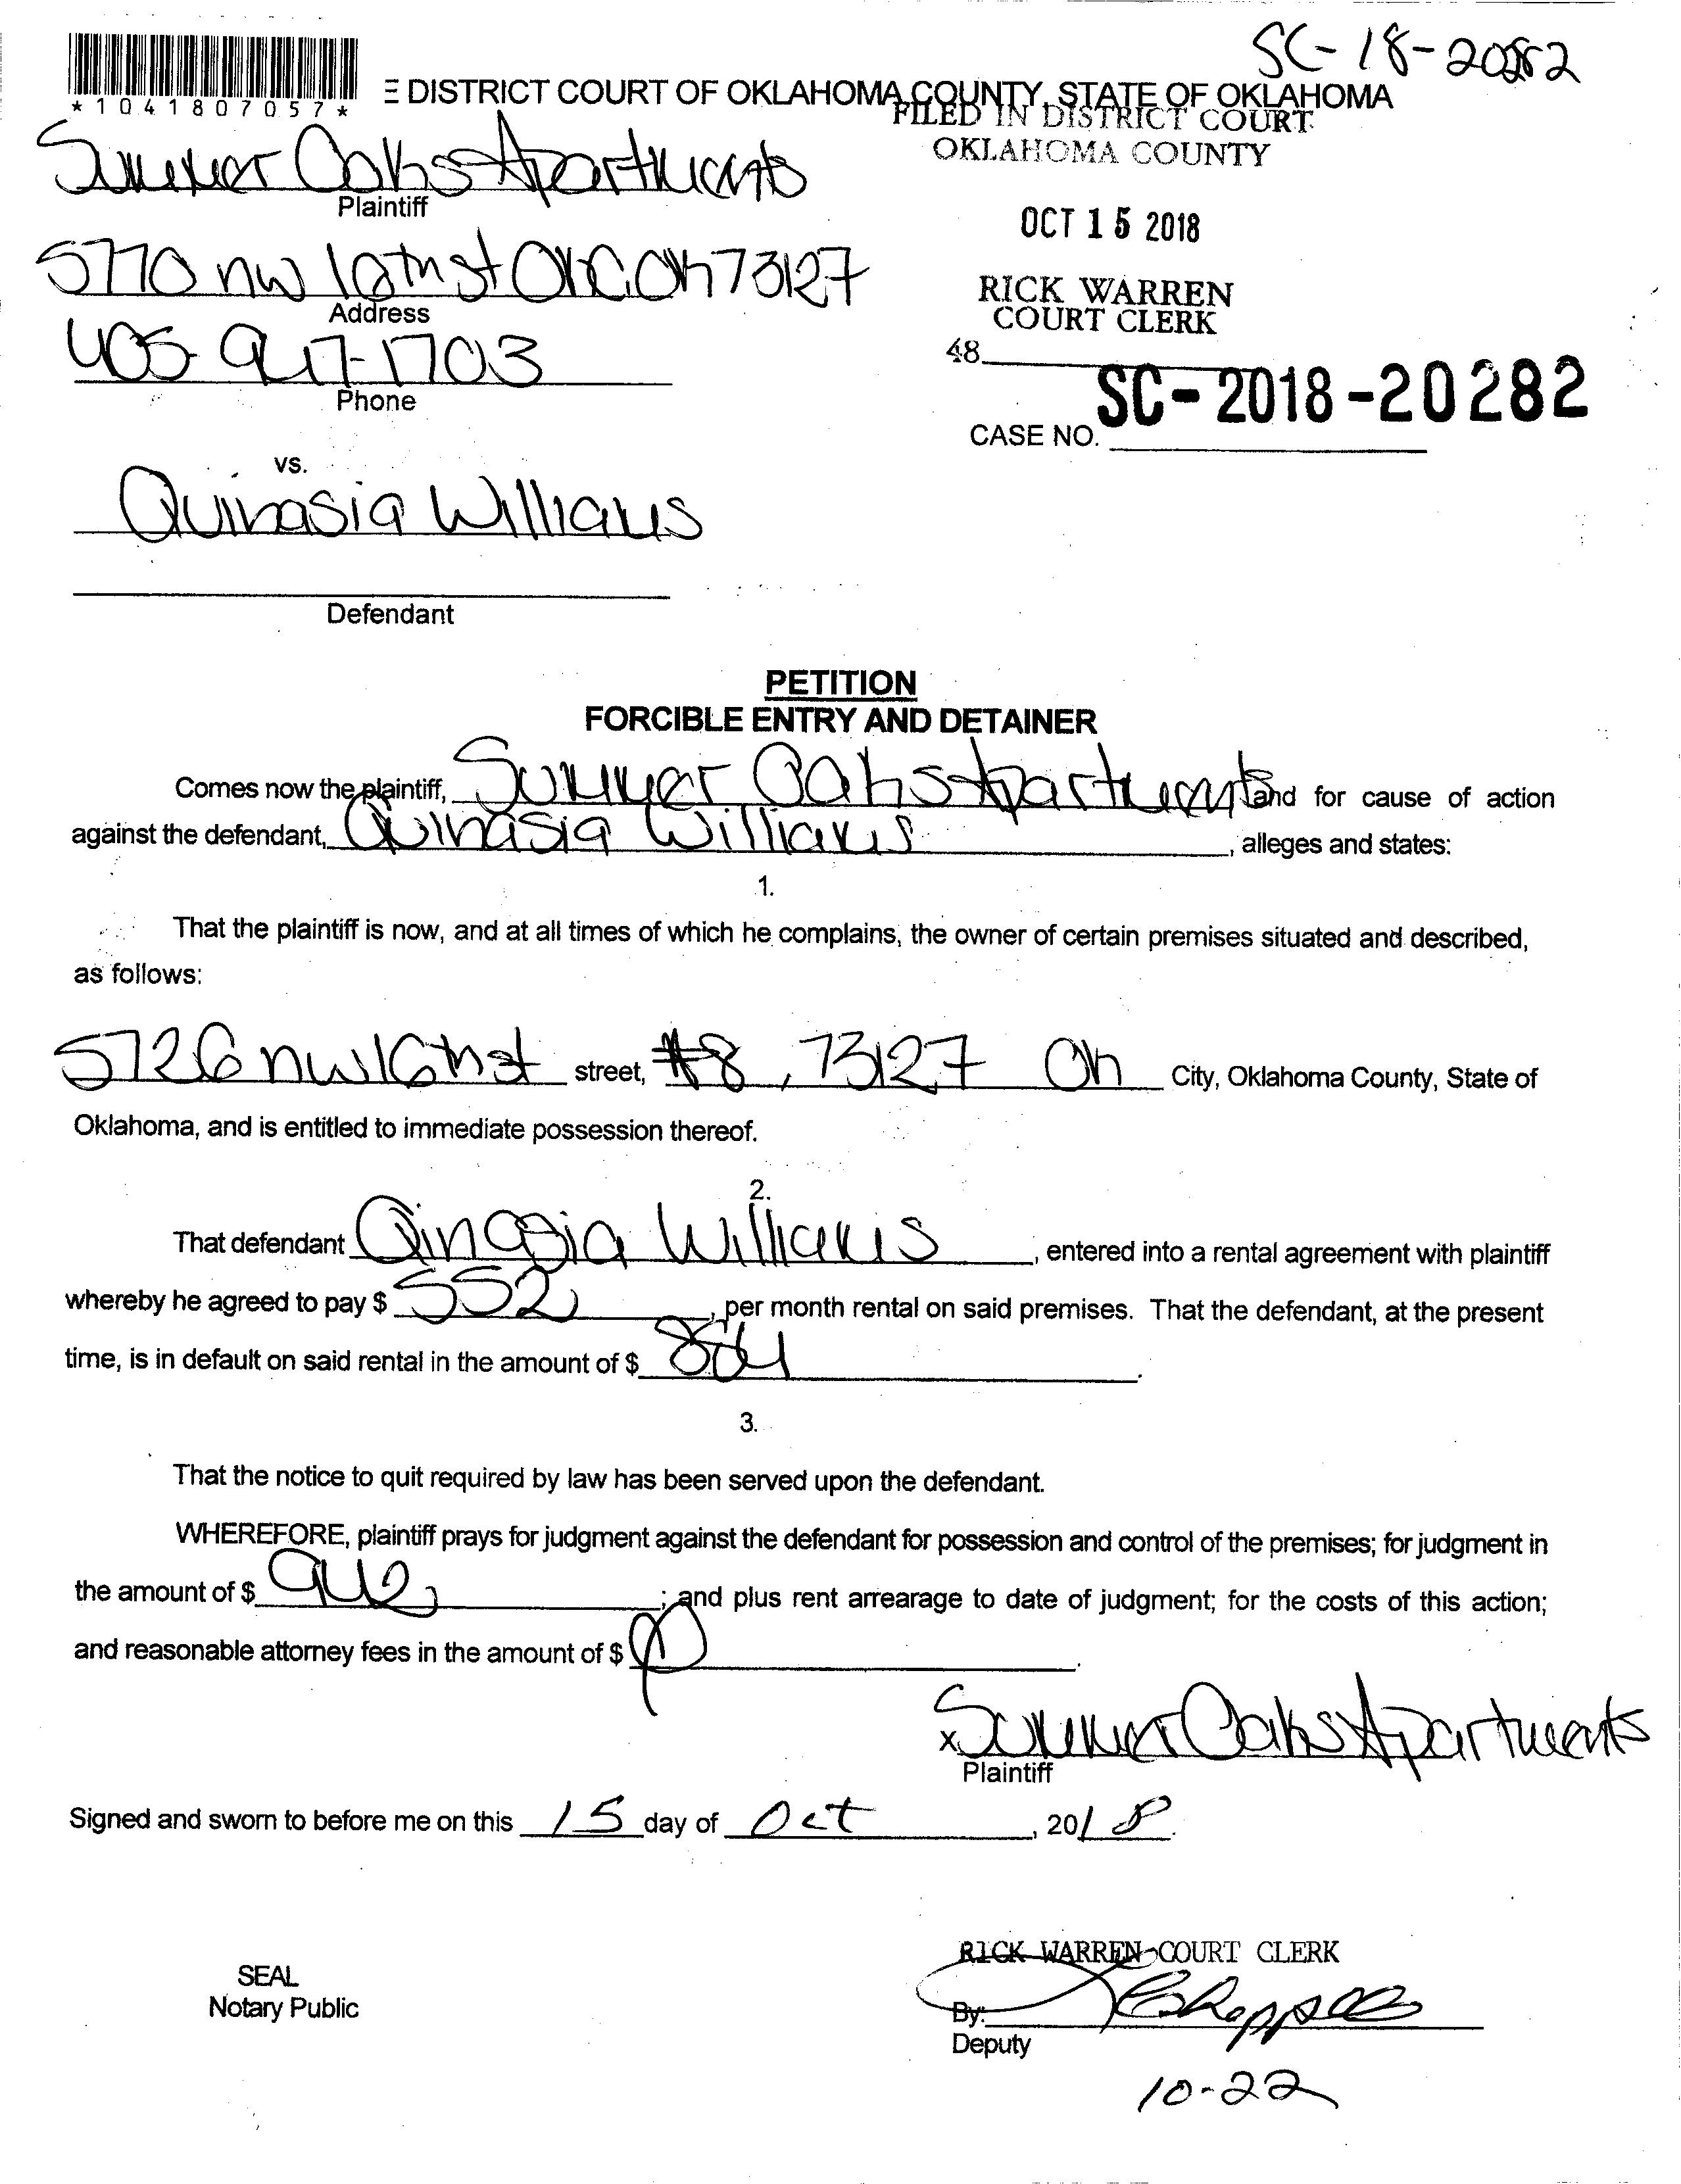 SC-18-20282
*1041807057*
E DISTRICT COURT OF OKLAHOMA COUNTY, STATE OF OKLAHOMA
FILED IN DISTRICT COURT
OKLAHOMA COUNTY
Summer Oaks Apartments
Plaintiff
OCT 15 2018
5770 nw 10th st OKC OK 73127
Address
RICK WARREN
COURT CLERK
405-917-1703
Phone
48
SC-2018-20282
CASE NO.
vs.
Quinasia Williams
Defendant
PETITION
FORCIBLE ENTRY AND DETAINER
Comes now the plaintiff, Summer Oaks Apartments and for cause of action
against the defendant, Quinasia Williams, alleges and states:
1.
That the plaintiff is now, and at all times of which he complains, the owner of certain premises situated and described,
as follows:
5726 nw 16th st street, #8, 73127 OK City, Oklahoma County, State of
Oklahoma, and is entitled to immediate possession thereof.
2.
That defendant Qinasia Williams, entered into a rental agreement with plaintiff
whereby he agreed to pay $ 552, per month rental on said premises. That the defendant, at the present
time, is in default on said rental in the amount of $ .
3.
That the notice to quit required by law has been served upon the defendant.
WHEREFORE, plaintiff prays for judgment against the defendant for possession and control of the premises; for judgment in
the amount of $ ; and plus rent arrearage to date of judgment; for the costs of this action;
and reasonable attorney fees in the amount of $ .
x Summer Oaks Apartments
Plaintiff
Signed and sworn to before me on this 15 day of Oct, 2018.
RICK WARREN COURT CLERK
SEAL
Notary Public
By:
Deputy
10-22